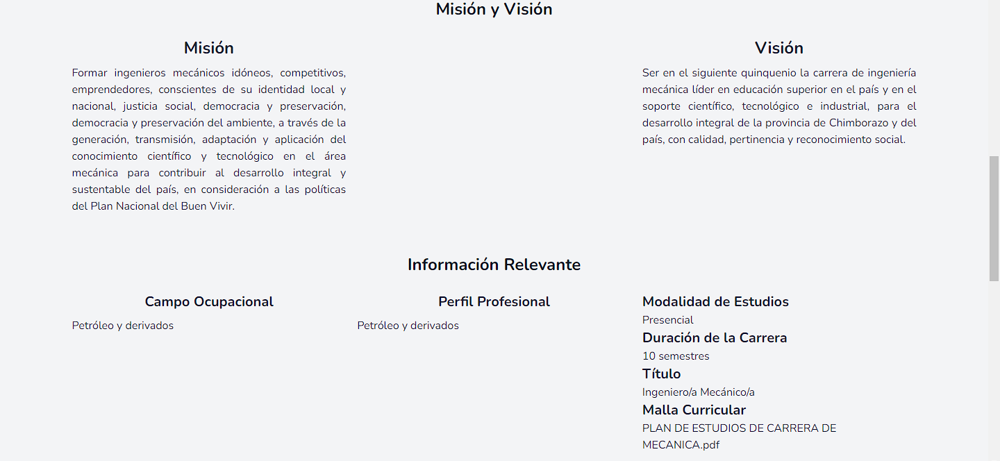 Misión y Visión
Misión
Formar ingenieros mecánicos idóneos, competitivos,
emprendedores, conscientes de su identidad local y
nacional, justicia social, democracia y preservación,
democracia y preservación del ambiente, a través de la
generación, transmisión, adaptación y aplicación del
conocimiento científico y tecnológico en el área
mecánica para contribuir al desarrollo integral y
sustentable del país, en consideración a las políticas
del Plan Nacional del Buen Vivir.
Visión
Ser en el siguiente quinquenio la carrera de ingeniería
mecánica líder en educación superior en el país y en el
soporte científico, tecnológico e industrial, para el
desarrollo integral de la provincia de Chimborazo y del
país, con calidad, pertinencia y reconocimiento social.
Información Relevante
Campo Ocupacional
Petróleo y derivados
Perfil Profesional
Petróleo y derivados
Modalidad de Estudios
Presencial
Duración de la Carrera
10 semestres
Título
Ingeniero/a Mecánico/a
Malla Curricular
PLAN DE ESTUDIOS DE CARRERA DE
MECANICA.pdf